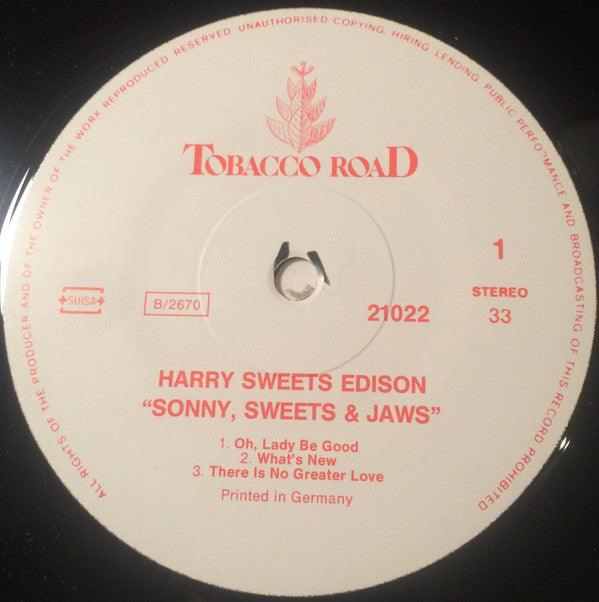 ALL RIGHTS OF THE PRODUCER AND OF THE OWNER OF THE WORK REPRODUCED RESERVED UNAUTHORISED COPYING, HIRING, LENDING, PUBLIC PERFORMANCE AND BROADCASTING OF THIS RECORD PROHIBITED
TOBACCO ROAD
1
SUISA
B/2670
21022
STEREO
33
HARRY SWEETS EDISON
“SONNY, SWEETS & JAWS”
1. Oh, Lady Be Good
2. What's New
3. There Is No Greater Love
Printed in Germany